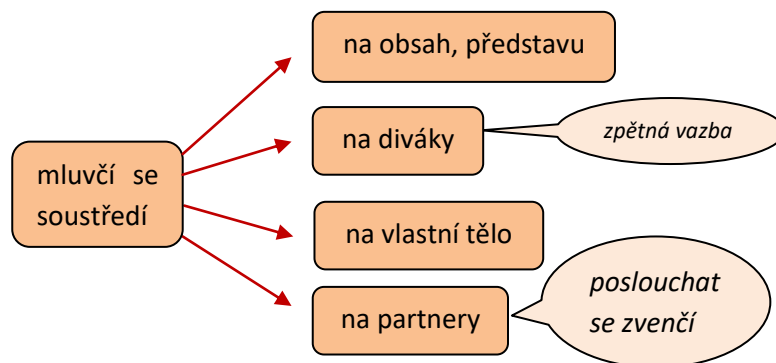 na obsah, představu
na diváky
zpětná vazba
mluvčí se
soustředí
na vlastní tělo
na partnery
poslouchat
se zvenčí